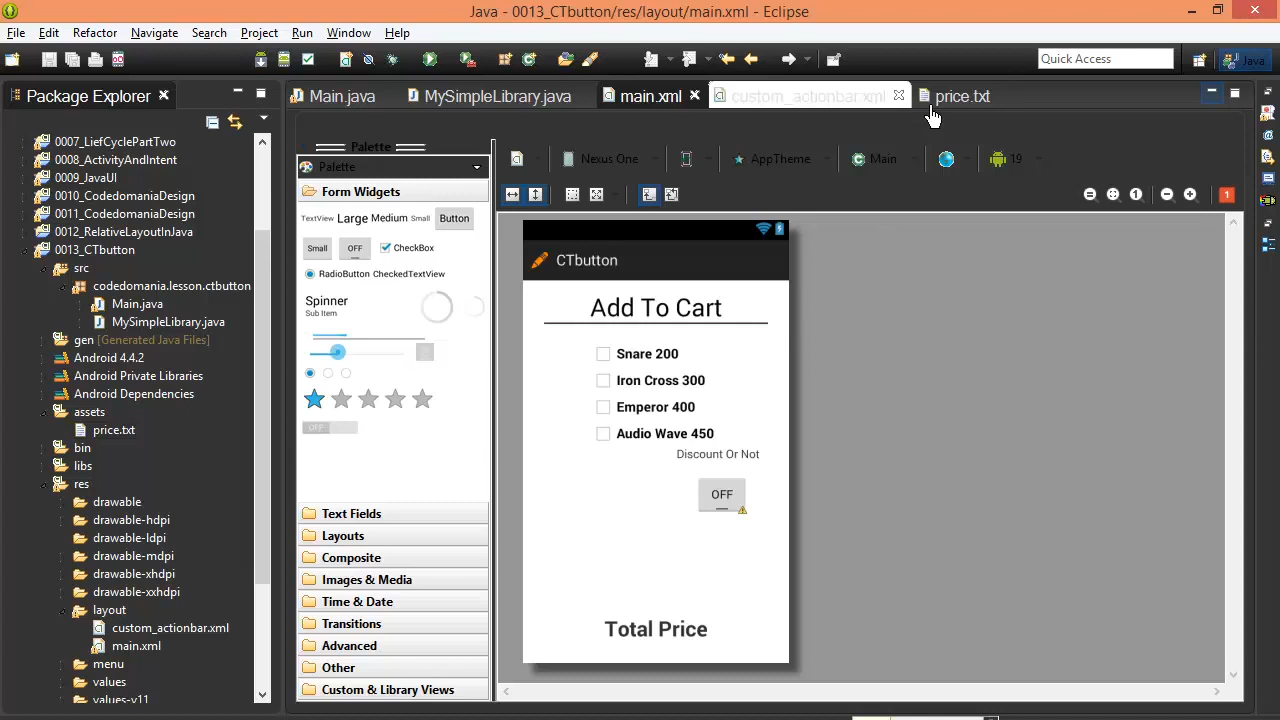 Java - 0013_CTbutton/res/layout/main.xml - Eclipse
File Edit Refactor Navigate Search Project Run Window Help
Quick Access
Java
Package Explorer
Main.java
MySimpleLibrary.java
main.xml
custom_actionbar.xml
price.txt
0007_LiefCyclePartTwo
0008_ActivityAndIntent
0009_JavaUI
0010_CodedomaniaDesign
0011_CodedomaniaDesign
0012_RelativeLayoutInJava
0013_CTbutton
src
codedomania.lesson.ctbutton
Main.java
MySimpleLibrary.java
gen [Generated Java Files]
Android 4.4.2
Android Private Libraries
Android Dependencies
assets
price.txt
bin
libs
res
drawable
drawable-hdpi
drawable-ldpi
drawable-mdpi
drawable-xhdpi
drawable-xxhdpi
layout
custom_actionbar.xml
main.xml
menu
values
values-v11
Palette
Palette
Form Widgets
TextView Large Medium Small Button
Small OFF CheckBox
RadioButton CheckedTextView
Spinner
Sub Item
OFF
Text Fields
Layouts
Composite
Images & Media
Time & Date
Transitions
Advanced
Other
Custom & Library Views
Nexus One
AppTheme
Main
19
1
1
CTbutton
Add To Cart
Snare 200
Iron Cross 300
Emperor 400
Audio Wave 450
Discount Or Not
OFF
Total Price